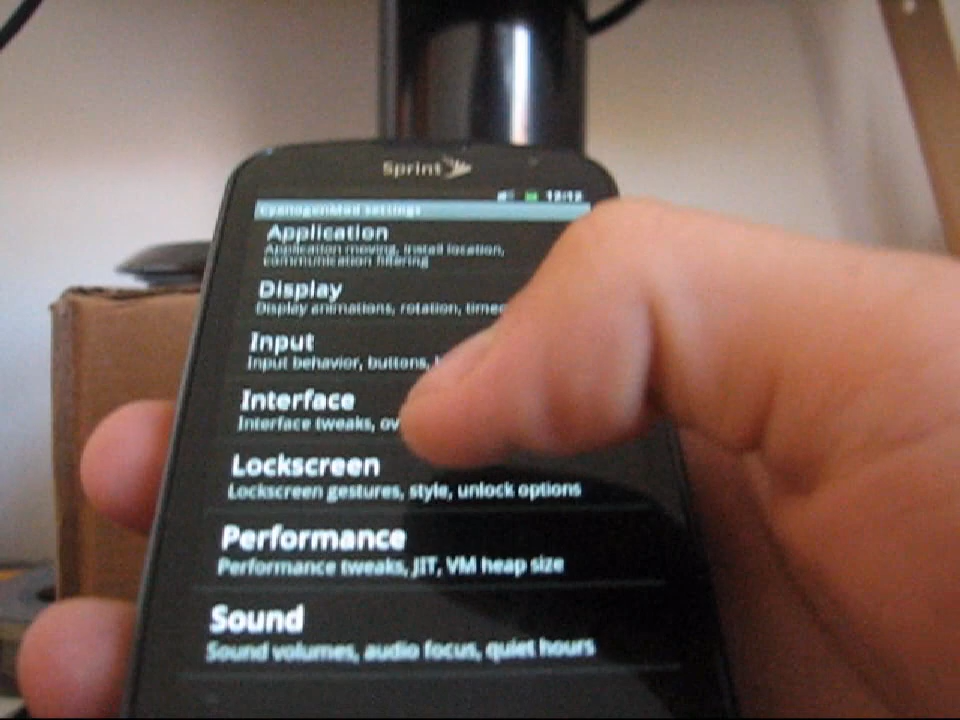 Sprint
12:12
CyanogenMod settings
Application
Application moving, install location,
communication filtering
Display
Display animations, rotation,
Input
Input behavior, buttons,
Interface
Interface tweaks,
Lockscreen
Lockscreen gestures, style, unlock options
Performance
Performance tweaks, JIT, VM heap size
Sound
Sound volumes, audio focus, quiet hours